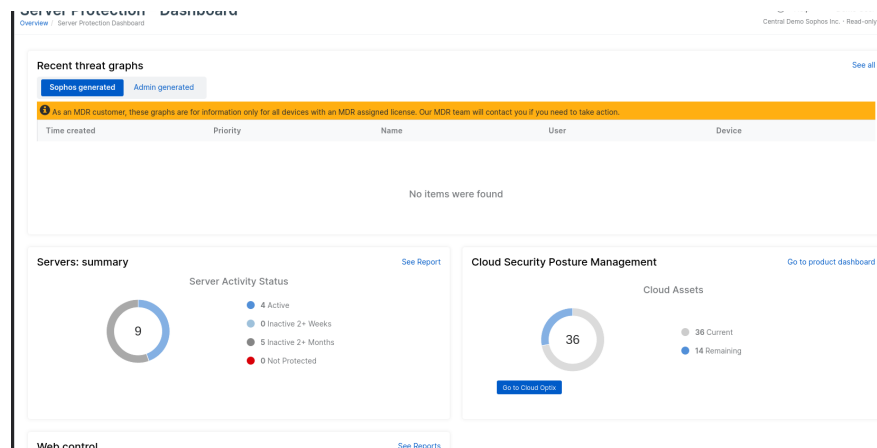 Server Protection - Dashboard
Overview | Server Protection Dashboard
Central Demo Sophos Inc. · Read-only
Recent threat graphs
See all
Sophos generated
Admin generated
As an MDR customer, these graphs are for information only for all devices with an MDR assigned license. Our MDR team will contact you if you need to take action.
Time created Priority Name User Device
No items were found
Servers: summary
See Report
Server Activity Status
9
4 Active
0 Inactive 2+ Weeks
5 Inactive 2+ Months
0 Not Protected
Cloud Security Posture Management
Go to product dashboard
Cloud Assets
36
36 Current
14 Remaining
Go to Cloud Optix
Web control
See Reports